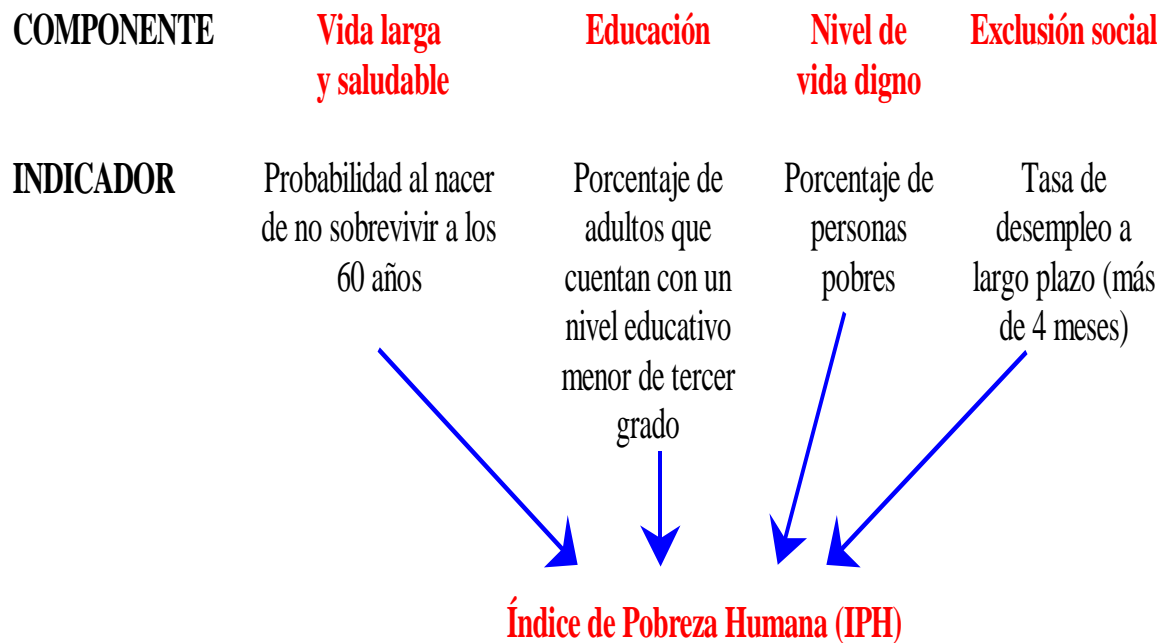 COMPONENTE
Vida larga
y saludable
Educación
Nivel de
vida digno
Exclusión social
INDICADOR
Probabilidad al nacer
de no sobrevivir a los
60 años
Porcentaje de
adultos que
cuentan con un
nivel educativo
menor de tercer
grado
Porcentaje de
personas
pobres
Tasa de
desempleo a
largo plazo (más
de 4 meses)
Índice de Pobreza Humana (IPH)